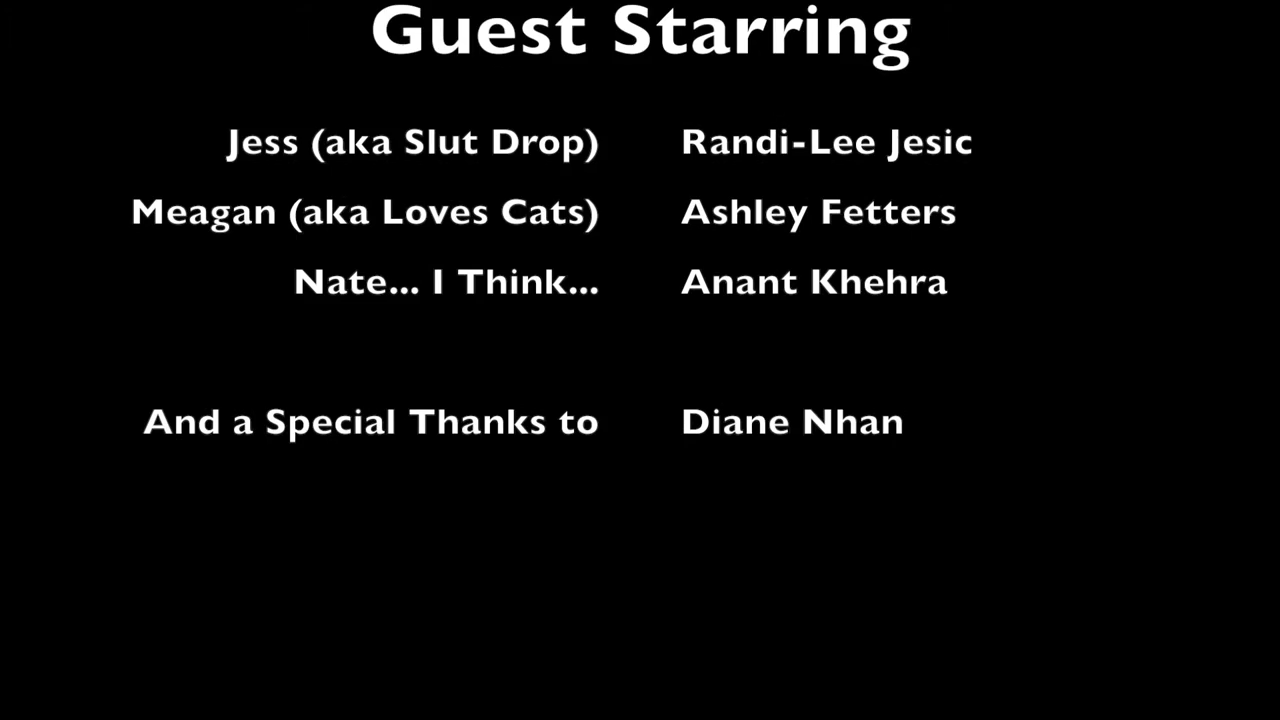 Guest Starring
Jess (aka Slut Drop) Randi-Lee Jesic
Meagan (aka Loves Cats) Ashley Fetters
Nate... I Think... Anant Khehra
And a Special Thanks to Diane Nhan